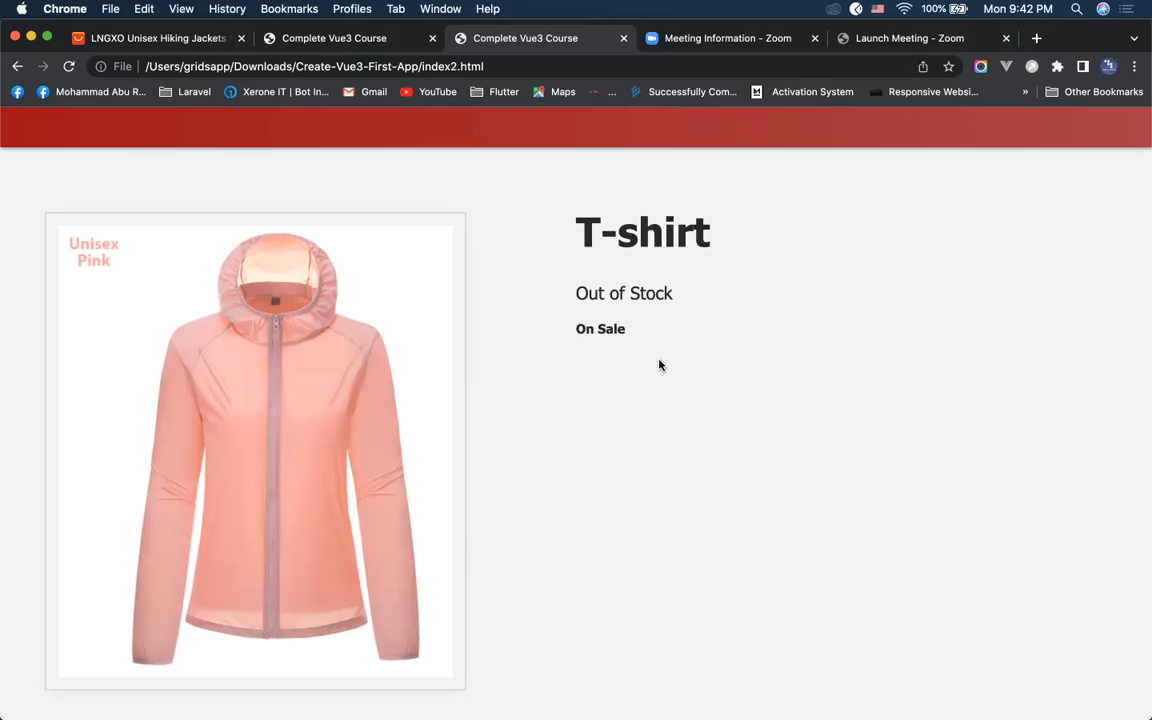 Chrome File Edit View History Bookmarks Profiles Tab Window Help 100% Mon 9:42 PM
LNGXO Unisex Hiking Jackets Complete Vue3 Course Complete Vue3 Course Meeting Information - Zoom Launch Meeting - Zoom
File /Users/gridsapp/Downloads/Create-Vue3-First-App/index2.html
Mohammad Abu R... Laravel Xerone IT | Bot In... Gmail YouTube Flutter Maps ... Successfully Com... Activation System Responsive Websi... » Other Bookmarks
Unisex
Pink
T-shirt
Out of Stock
On Sale